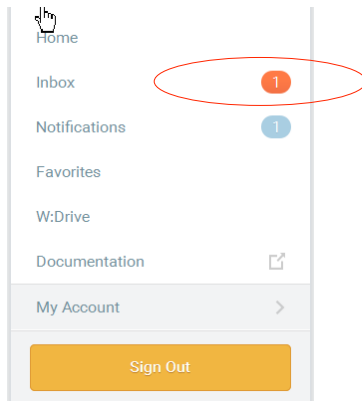 Home
Inbox 1
Notifications 1
Favorites
W:Drive
Documentation
My Account
Sign Out